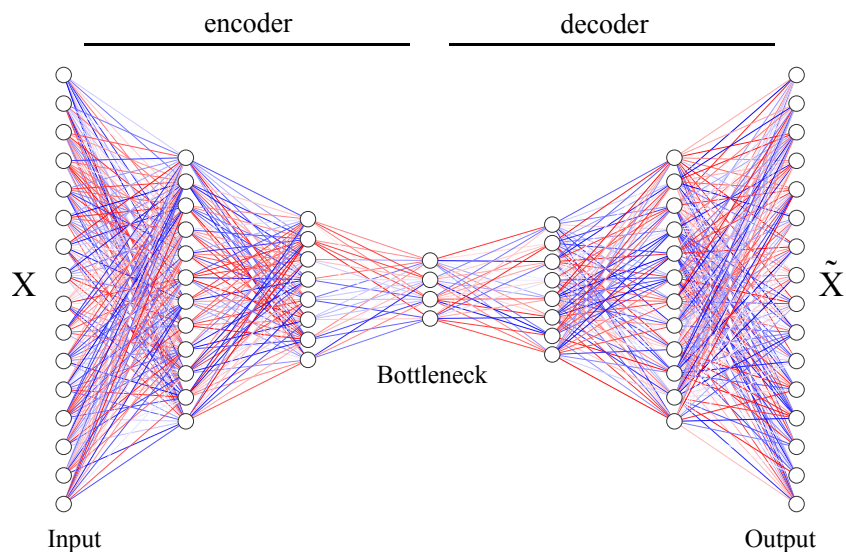 encoder
decoder
X
X̃
Bottleneck
Input
Output